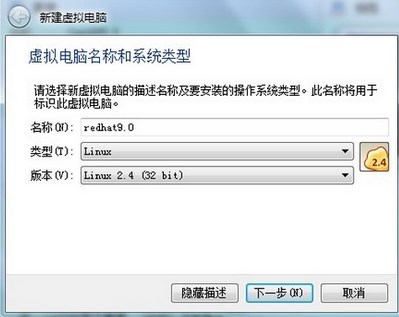 新建虚拟电脑
虚拟电脑名称和系统类型
请选择新虚拟电脑的描述名称及要安装的操作系统类型。此名称将用于
标识此虚拟电脑。
名称(N): redhat9.0
类型(T): Linux
2.4
版本(V): Linux 2.4 (32 bit)
隐藏描述 下一步(N) 取消